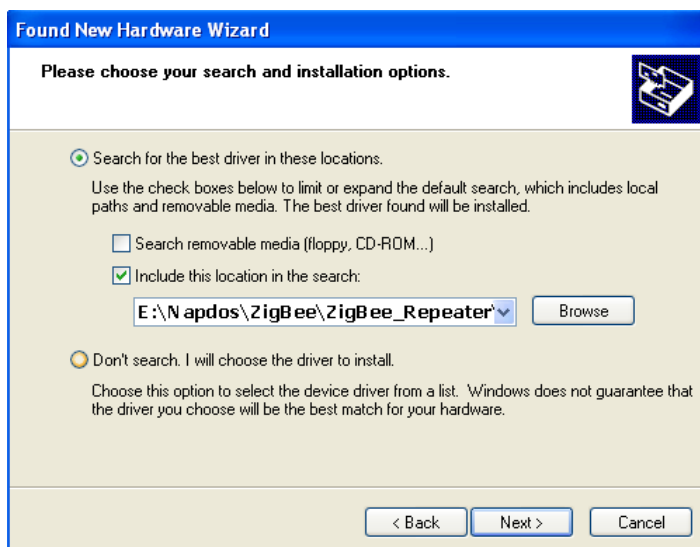 Found New Hardware Wizard
Please choose your search and installation options.
Search for the best driver in these locations.
Use the check boxes below to limit or expand the default search, which includes local
paths and removable media. The best driver found will be installed.
Search removable media (floppy, CD-ROM...)
Include this location in the search:
E:\Napdos\ZigBee\ZigBee_Repeater\
Browse
Don't search. I will choose the driver to install.
Choose this option to select the device driver from a list. Windows does not guarantee that
the driver you choose will be the best match for your hardware.
< Back
Next >
Cancel